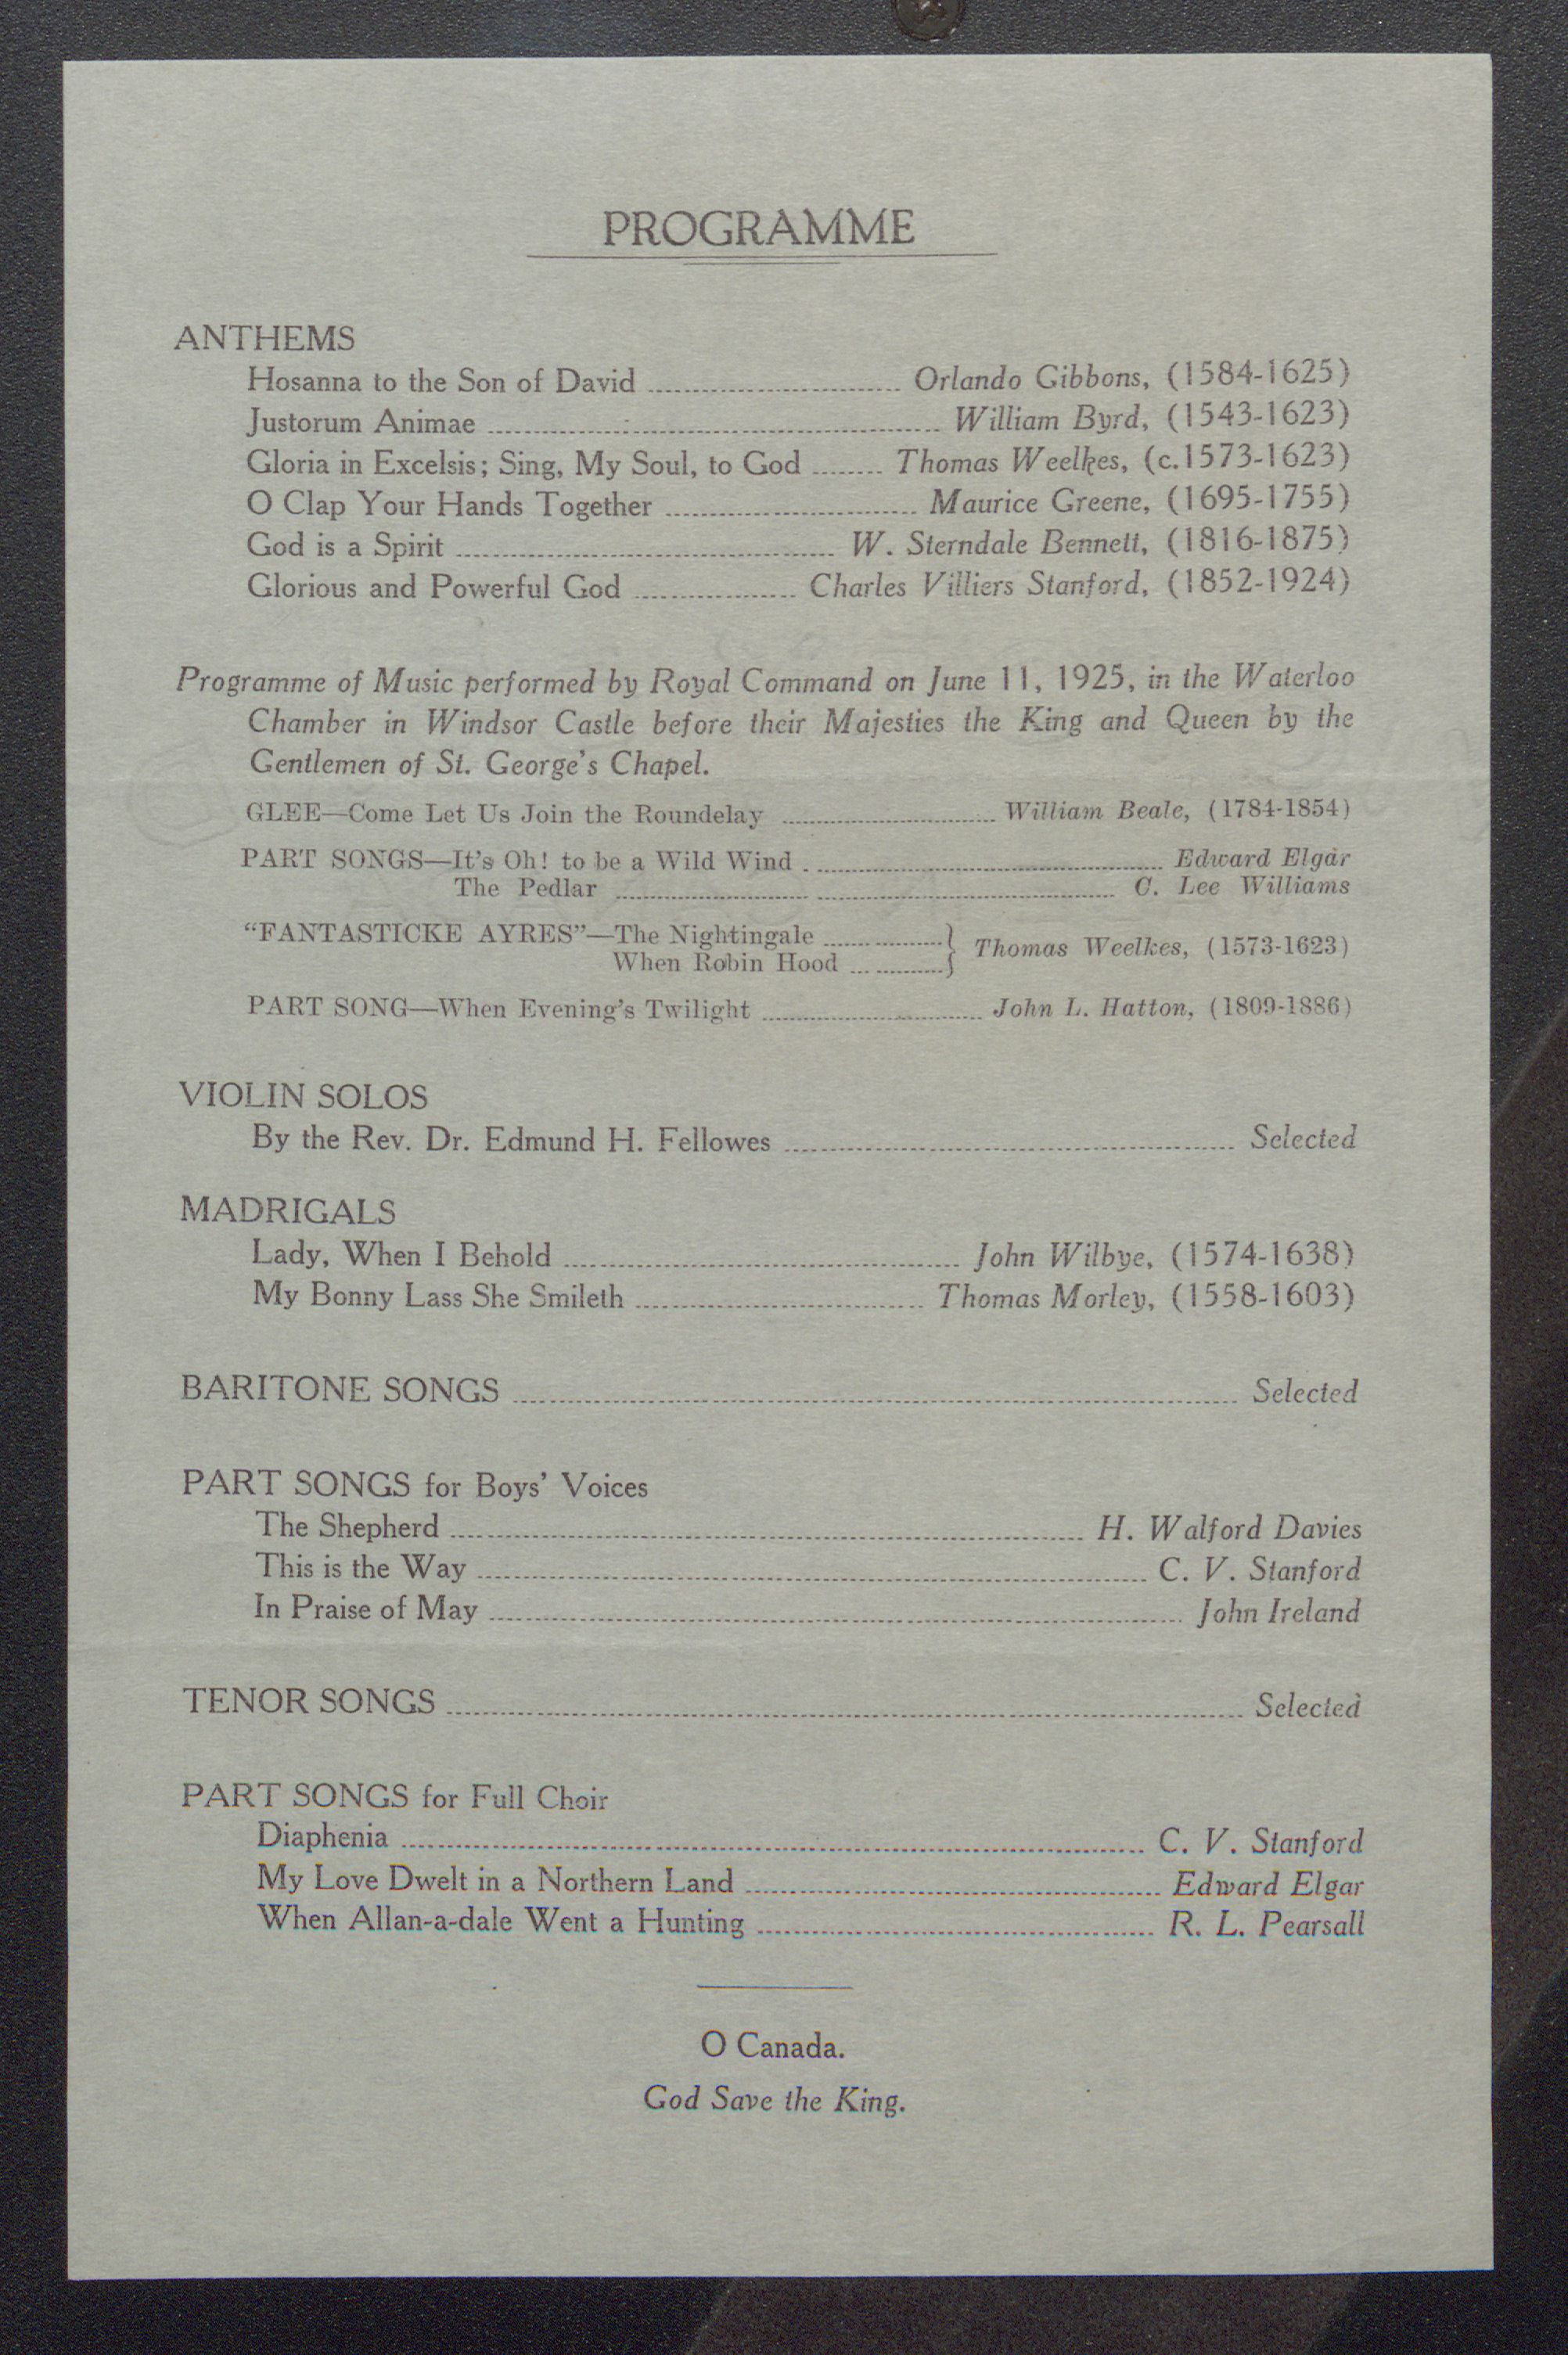 PROGRAMME
ANTHEMS
Hosanna to the Son of David ........ Orlando Gibbons, (1584-1625)
Justorum Animae ........ William Byrd, (1543-1623)
Gloria in Excelsis; Sing, My Soul, to God ........ Thomas Weelkes, (c.1573-1623)
O Clap Your Hands Together ........ Maurice Greene, (1695-1755)
God is a Spirit ........ W. Sterndale Bennett, (1816-1875)
Glorious and Powerful God ........ Charles Villiers Stanford, (1852-1924)
Programme of Music performed by Royal Command on June 11, 1925, in the Waterloo
Chamber in Windsor Castle before their Majesties the King and Queen by the
Gentlemen of St. George's Chapel.
GLEE—Come Let Us Join the Roundelay ........ William Beale, (1784-1854)
PART SONGS—It's Oh! to be a Wild Wind ........ Edward Elgar
The Pedlar ........ C. Lee Williams
"FANTASTICKE AYRES"—The Nightingale ........ } Thomas Weelkes, (1573-1623)
When Robin Hood ........ }
PART SONG—When Evening's Twilight ........ John L. Hatton, (1809-1886)
VIOLIN SOLOS
By the Rev. Dr. Edmund H. Fellowes ........ Selected
MADRIGALS
Lady, When I Behold ........ John Wilbye, (1574-1638)
My Bonny Lass She Smileth ........ Thomas Morley, (1558-1603)
BARITONE SONGS ........ Selected
PART SONGS for Boys' Voices
The Shepherd ........ H. Walford Davies
This is the Way ........ C. V. Stanford
In Praise of May ........ John Ireland
TENOR SONGS ........ Selected
PART SONGS for Full Choir
Diaphenia ........ C. V. Stanford
My Love Dwelt in a Northern Land ........ Edward Elgar
When Allan-a-dale Went a Hunting ........ R. L. Pearsall
O Canada.
God Save the King.